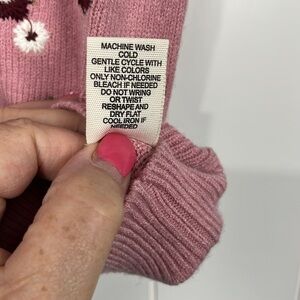 MACHINE WASH
COLD
GENTLE CYCLE WITH
LIKE COLORS
ONLY NON-CHLORINE
BLEACH IF NEEDED
DO NOT WRING
OR TWIST
RESHAPE AND
DRY FLAT
COOL IRON IF
NEEDED